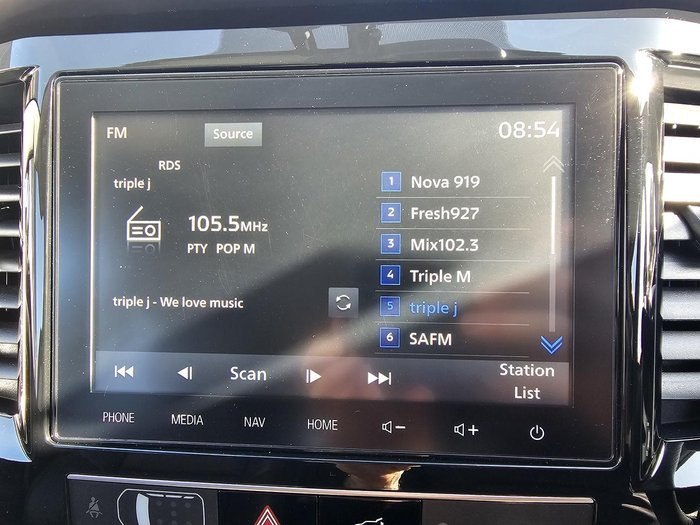 FM
Source
08:54
RDS
triple j
105.5MHz
PTY POP M
triple j - We love music
1 Nova 919
2 Fresh927
3 Mix102.3
4 Triple M
5 triple j
6 SAFM
Scan
Station
List
PHONE
MEDIA
NAV
HOME